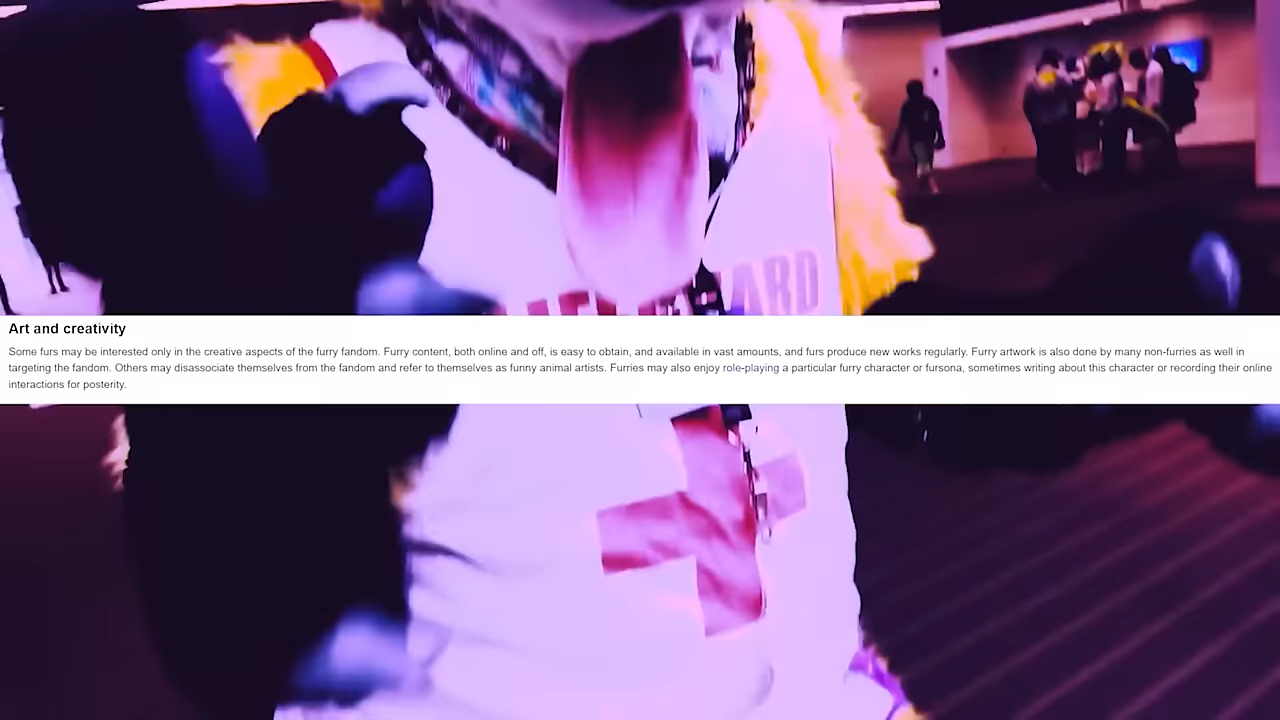 Art and creativity
Some furs may be interested only in the creative aspects of the furry fandom. Furry content, both online and off, is easy to obtain, and available in vast amounts, and furs produce new works regularly. Furry artwork is also done by many non-furries as well in
targeting the fandom. Others may disassociate themselves from the fandom and refer to themselves as funny animal artists. Furries may also enjoy role-playing a particular furry character or fursona, sometimes writing about this character or recording their online
interactions for posterity.